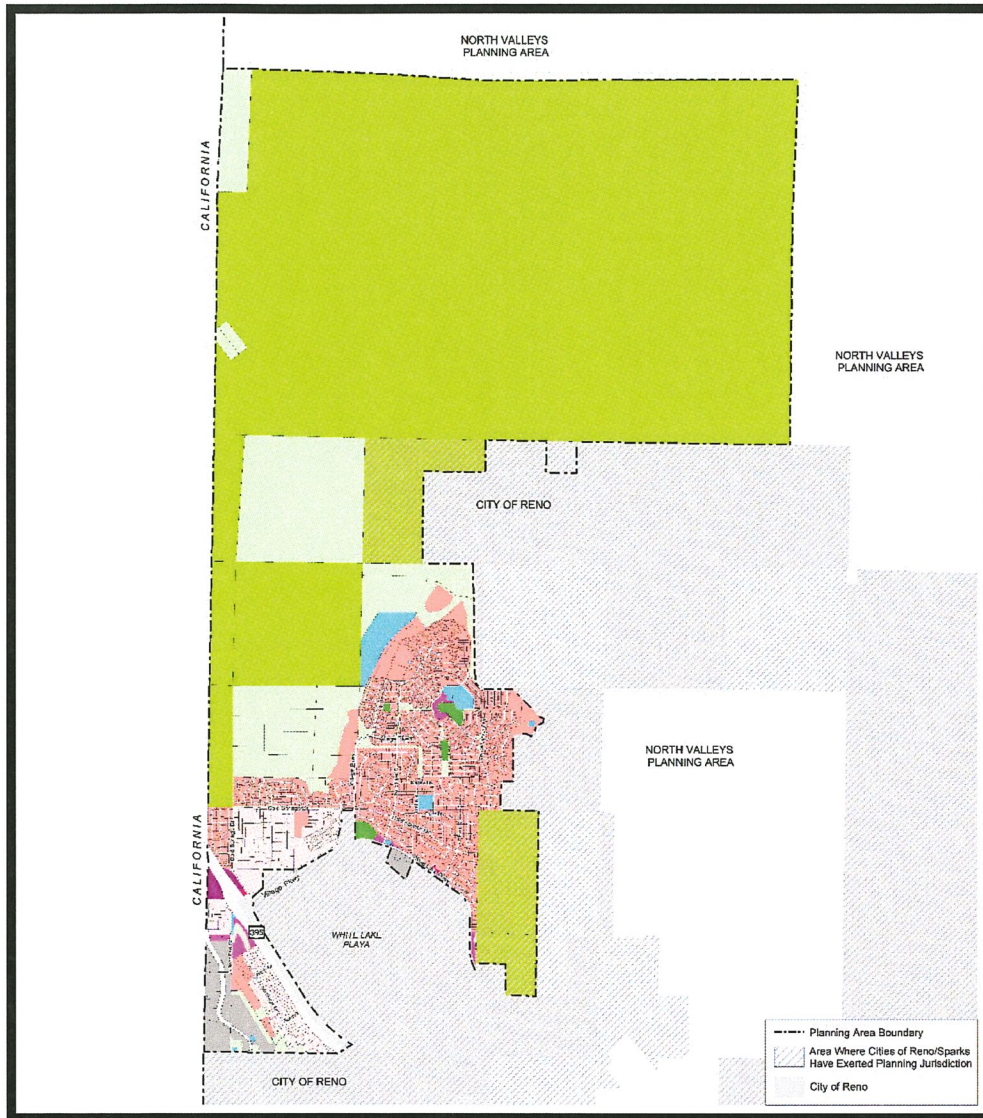 NORTH VALLEYS
PLANNING AREA
CALIFORNIA
NORTH VALLEYS
PLANNING AREA
CITY OF RENO
NORTH VALLEYS
PLANNING AREA
CALIFORNIA
Village Pkwy
395
WHITE LAKE
PLAYA
CITY OF RENO
Planning Area Boundary
Area Where Cities of Reno/Sparks
Have Exerted Planning Jurisdiction
City of Reno